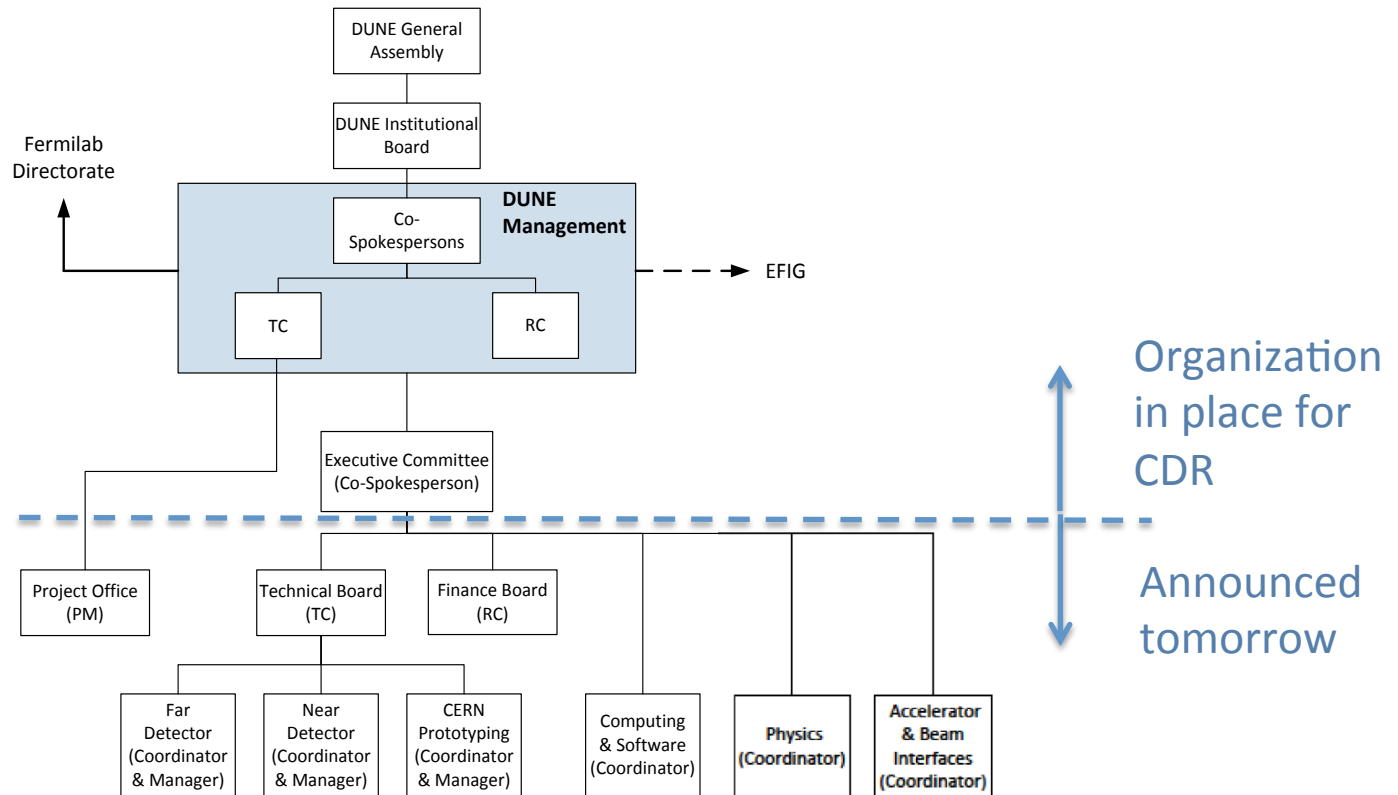 DUNE General
Assembly
DUNE Institutional
Board
Fermilab
Directorate
DUNE
Management
Co-
Spokespersons
EFIG
TC
RC
Organization
in place for
CDR
Executive Committee
(Co-Spokesperson)
Announced
tomorrow
Project Office
(PM)
Technical Board
(TC)
Finance Board
(RC)
Far
Detector
(Coordinator
& Manager)
Near
Detector
(Coordinator
& Manager)
CERN
Prototyping
(Coordinator
& Manager)
Computing
& Software
(Coordinator)
Physics
(Coordinator)
Accelerator
& Beam
Interfaces
(Coordinator)